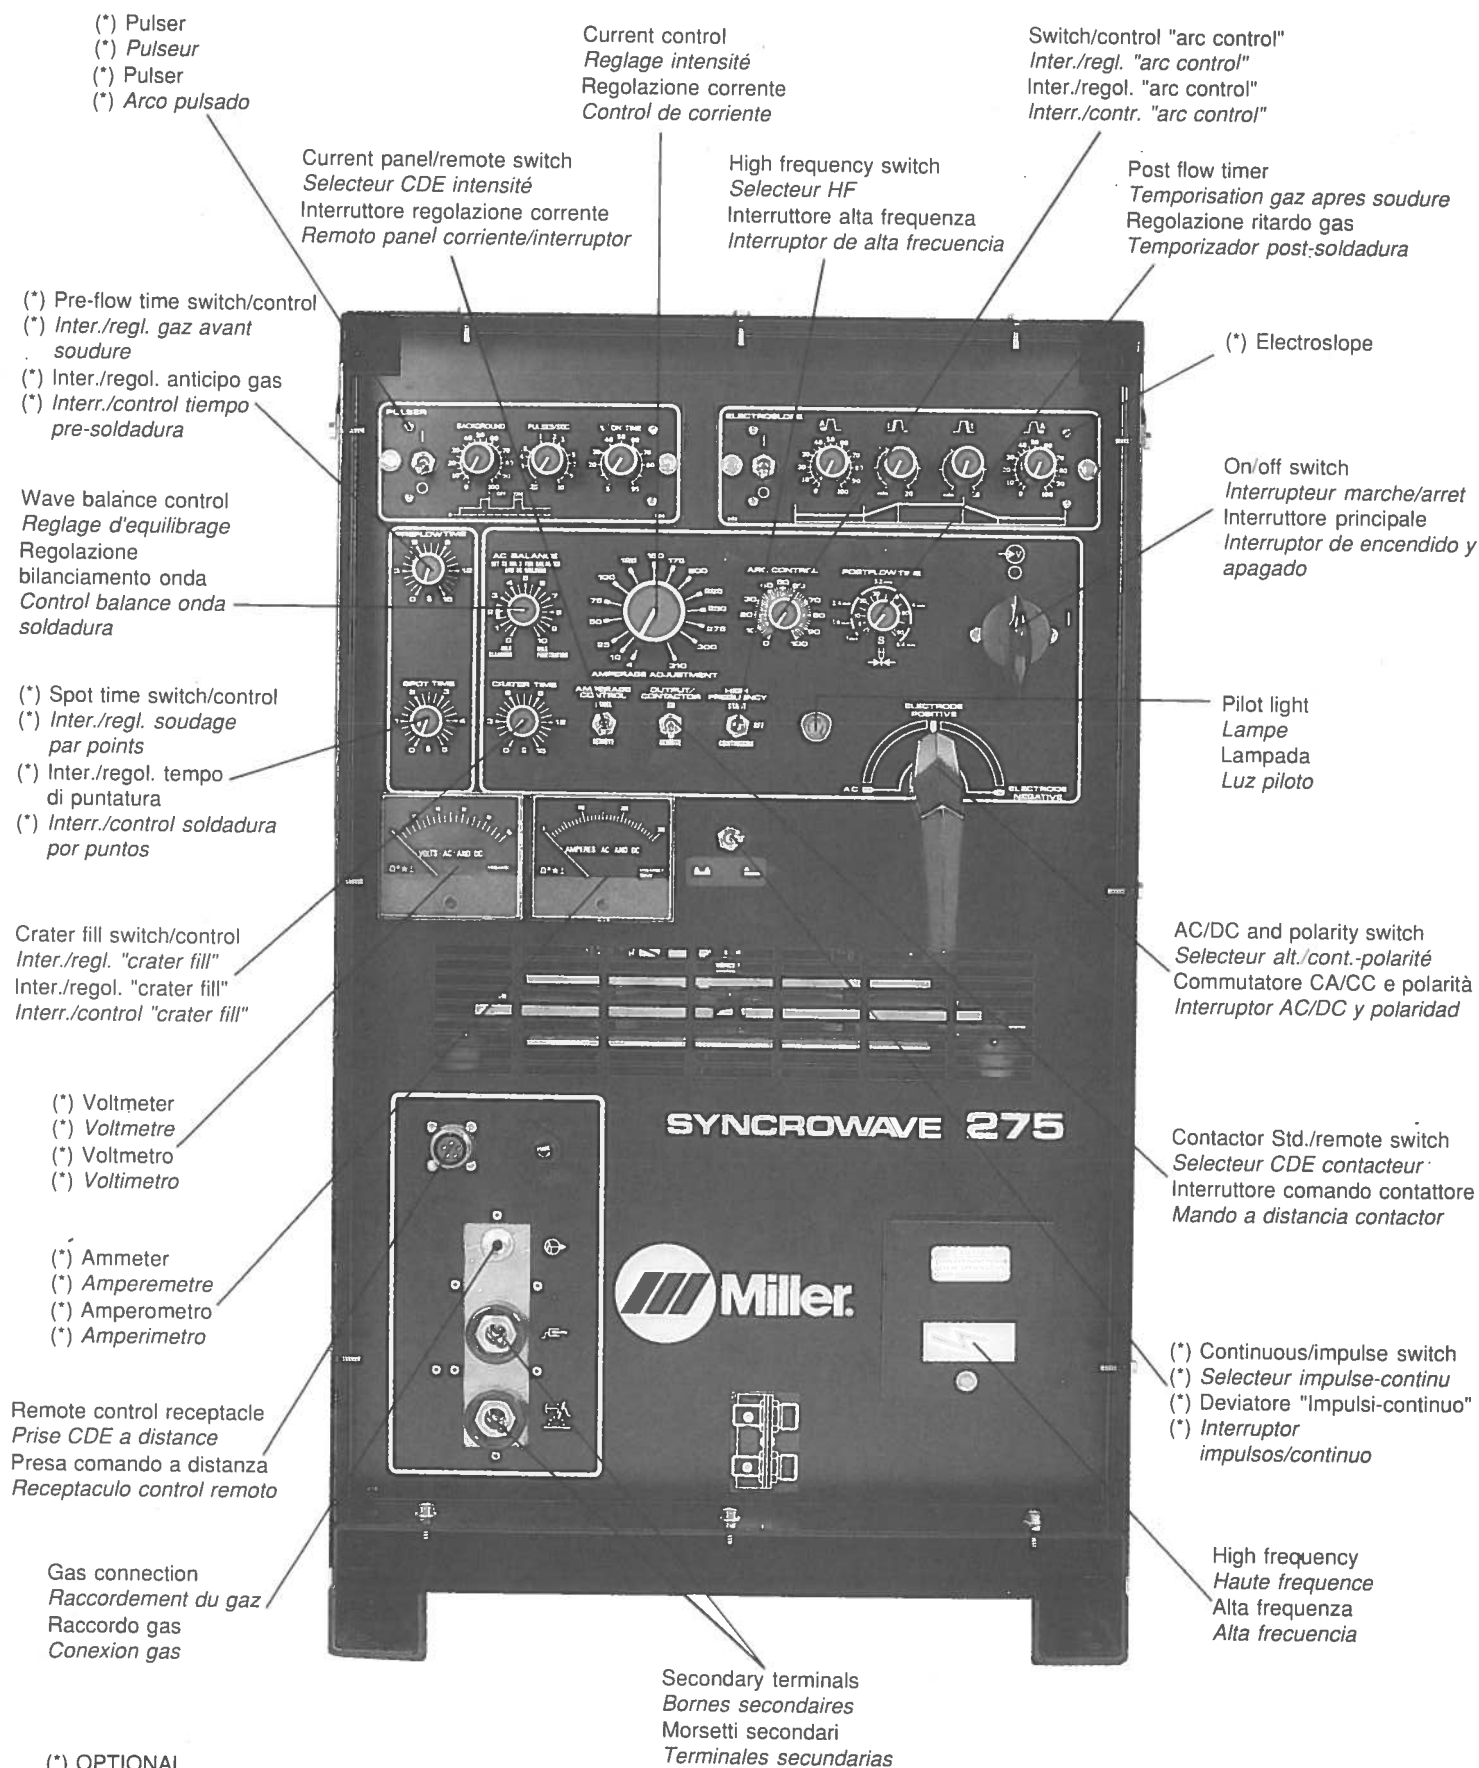 (*) Pulser
(*) Pulseur
(*) Pulser
(*) Arco pulsado
Current control
Reglage intensité
Regolazione corrente
Control de corriente
Switch/control "arc control"
Inter./regl. "arc control"
Inter./regol. "arc control"
Interr./contr. "arc control"
Current panel/remote switch
Selecteur CDE intensité
Interruttore regolazione corrente
Remoto panel corriente/interruptor
High frequency switch
Selecteur HF
Interruttore alta frequenza
Interruptor de alta frecuencia
Post flow timer
Temporisation gaz apres soudure
Regolazione ritardo gas
Temporizador post-soldadura
(*) Pre-flow time switch/control
(*) Inter./regl. gaz avant
soudure
(*) Inter./regol. anticipo gas
(*) Interr./control tiempo
pre-soldadura
(*) Electroslope
Wave balance control
Reglage d'equilibrage
Regolazione
bilanciamento onda
Control balance onda
soldadura
On/off switch
Interrupteur marche/arret
Interruttore principale
Interruptor de encendido y
apagado
(*) Spot time switch/control
(*) Inter./regl. soudage
par points
(*) Inter./regol. tempo
di puntatura
(*) Interr./control soldadura
por puntos
Pilot light
Lampe
Lampada
Luz piloto
PULSER
BACKGROUND
PULSES/SEC
% ON TIME
PREFLOW TIME
AC BALANCE
ARC CONTROL
POSTFLOW TIME
AMPERAGE ADJUSTMENT
SPOT TIME
CRATER TIME
AMPERAGE
CONTROL
PANEL
REMOTE
OUTPUT/
CONTACTOR
ON
REMOTE
HIGH
FREQUENCY
START
OFF
CONTINUOUS
ELECTRODE
POSITIVE
AC
ELECTRODE
NEGATIVE
VOLTS AC AND DC
AMPERES AC AND DC
Crater fill switch/control
Inter./regl. "crater fill"
Inter./regol. "crater fill"
Interr./control "crater fill"
AC/DC and polarity switch
Selecteur alt./cont.-polarité
Commutatore CA/CC e polarità
Interruptor AC/DC y polaridad
(*) Voltmeter
(*) Voltmetre
(*) Voltmetro
(*) Voltimetro
SYNCROWAVE 275
Contactor Std./remote switch
Selecteur CDE contacteur
Interruttore comando contattore
Mando a distancia contactor
(*) Ammeter
(*) Amperemetre
(*) Amperometro
(*) Amperimetro
Miller.
(*) Continuous/impulse switch
(*) Selecteur impulse-continu
(*) Deviatore "Impulsi-continuo"
(*) Interruptor
impulsos/continuo
Remote control receptacle
Prise CDE a distance
Presa comando a distanza
Receptaculo control remoto
Gas connection
Raccordement du gaz
Raccordo gas
Conexion gas
High frequency
Haute frequence
Alta frequenza
Alta frecuencia
Secondary terminals
Bornes secondaires
Morsetti secondari
Terminales secundarias
(*) OPTIONAL